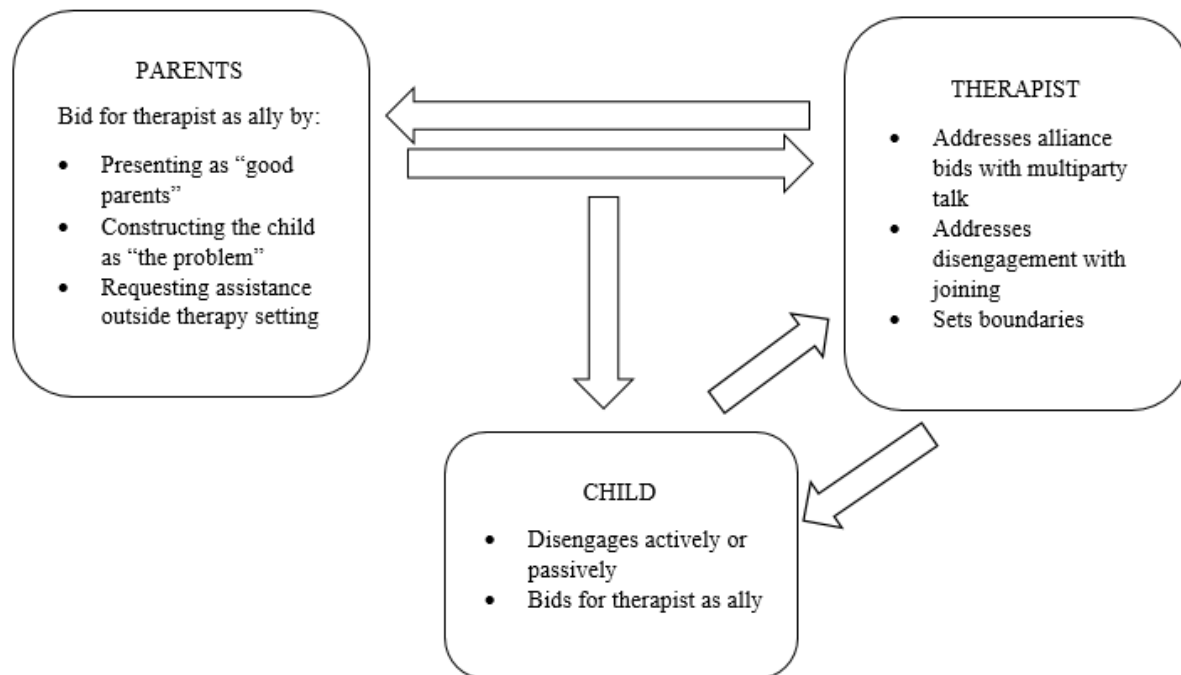 PARENTS
Bid for therapist as ally by:
• Presenting as “good
parents”
• Constructing the child
as “the problem”
• Requesting assistance
outside therapy setting
THERAPIST
• Addresses alliance
bids with multiparty
talk
• Addresses
disengagement with
joining
• Sets boundaries
CHILD
• Disengages actively or
passively
• Bids for therapist as ally